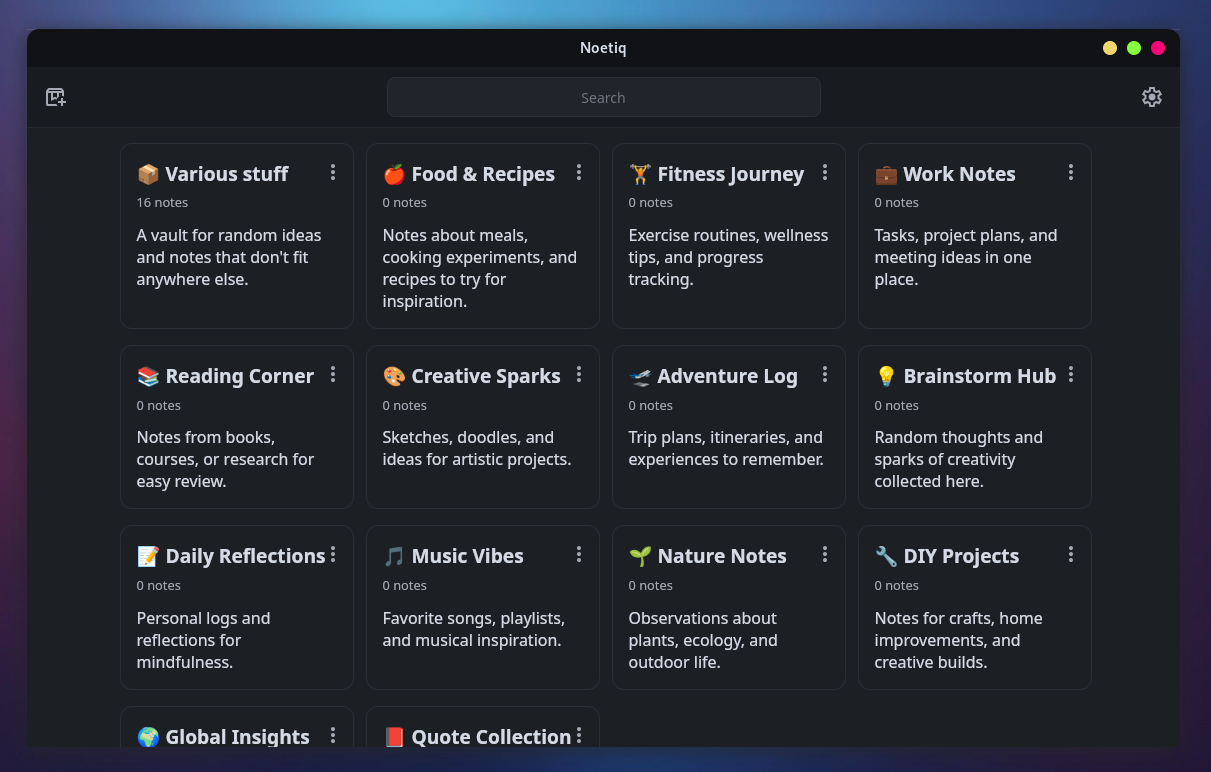 Noetiq
Search
📦 Various stuff
16 notes
A vault for random ideas
and notes that don't fit
anywhere else.
🍎 Food & Recipes
0 notes
Notes about meals,
cooking experiments, and
recipes to try for
inspiration.
🏋️ Fitness Journey
0 notes
Exercise routines, wellness
tips, and progress
tracking.
💼 Work Notes
0 notes
Tasks, project plans, and
meeting ideas in one
place.
📚 Reading Corner
0 notes
Notes from books,
courses, or research for
easy review.
🎨 Creative Sparks
0 notes
Sketches, doodles, and
ideas for artistic projects.
🛫 Adventure Log
0 notes
Trip plans, itineraries, and
experiences to remember.
💡 Brainstorm Hub
0 notes
Random thoughts and
sparks of creativity
collected here.
📝 Daily Reflections
0 notes
Personal logs and
reflections for
mindfulness.
🎵 Music Vibes
0 notes
Favorite songs, playlists,
and musical inspiration.
🌱 Nature Notes
0 notes
Observations about
plants, ecology, and
outdoor life.
🔧 DIY Projects
0 notes
Notes for crafts, home
improvements, and
creative builds.
🌍 Global Insights
📕 Quote Collection